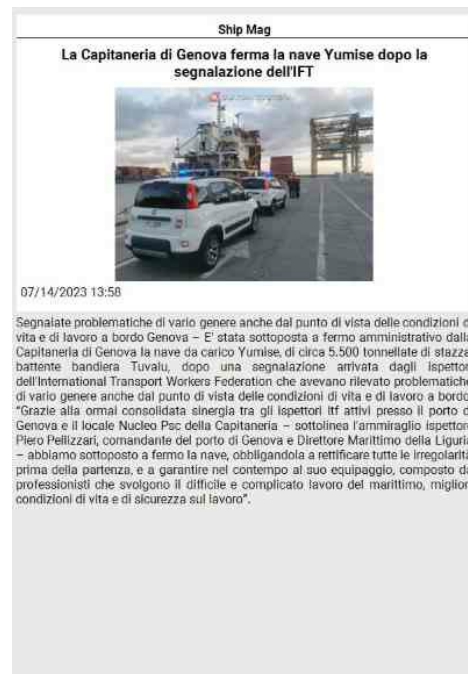 Ship Mag
La Capitaneria di Genova ferma la nave Yumise dopo la
segnalazione dell'IFT
07/14/2023 13:58
Segnalate problematiche di vario genere anche dal punto di vista delle condizioni d
vita e di lavoro a bordo Genova – E' stata sottoposta a fermo amministrativo dalla
Capitaneria di Genova la nave da carico Yumise, di circa 5.500 tonnellate di stazza
battente bandiera Tuvalu, dopo una segnalazione arrivata dagli ispettor
dell'International Transport Workers Federation che avevano rilevato problematiche
di vario genere anche dal punto di vista delle condizioni di vita e di lavoro a bordo
"Grazie alla ormai consolidata sinergia tra gli ispettori Itf attivi presso il porto d
Genova e il locale Nucleo Psc della Capitaneria – sottolinea l'ammiraglio ispettore
Piero Pellizzari, comandante del porto di Genova e Direttore Marittimo della Liguria
– abbiamo sottoposto a fermo la nave, obbligandola a rettificare tutte le irregolarità
prima della partenza, e a garantire nel contempo al suo equipaggio, composto da
professionisti che svolgono il difficile e complicato lavoro del marittimo, miglior
condizioni di vita e di sicurezza sul lavoro".